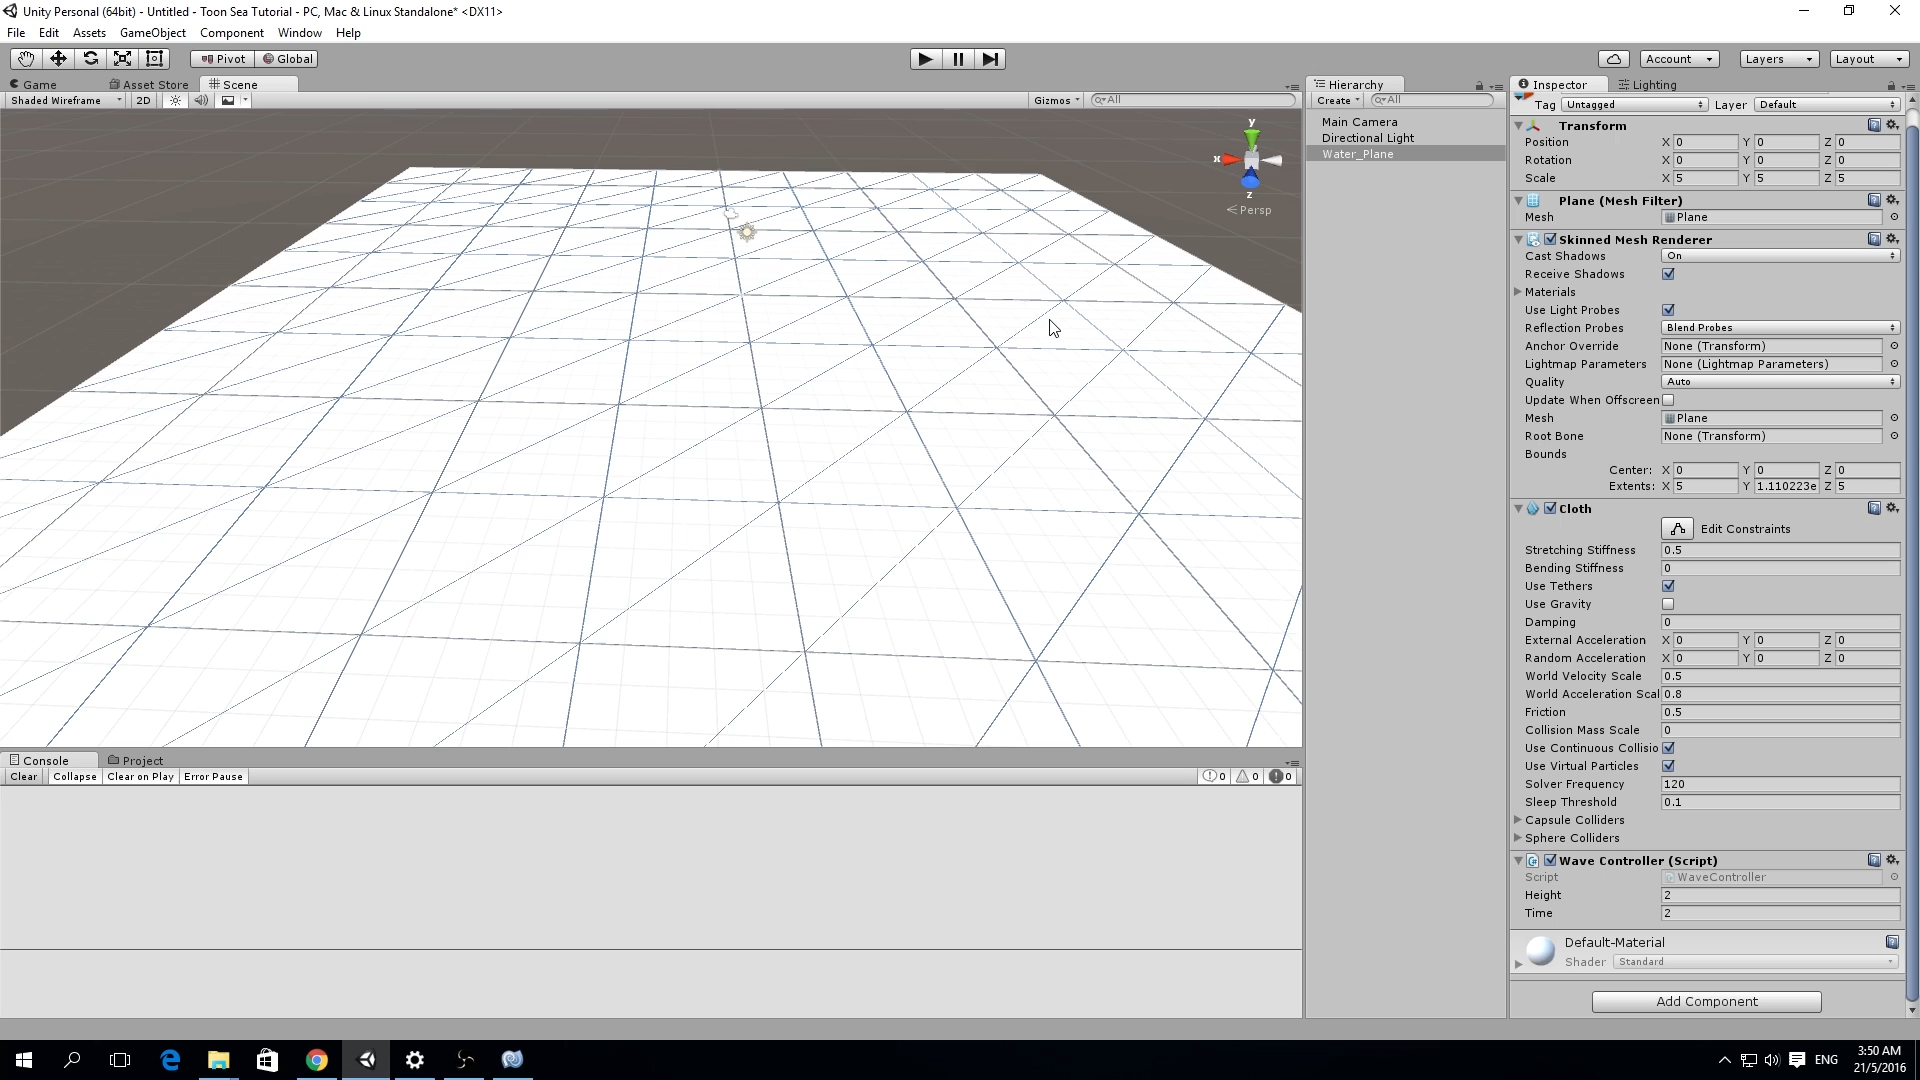 Unity Personal (64bit) - Untitled - Toon Sea Tutorial - PC, Mac & Linux Standalone* <DX11>
File Edit Assets GameObject Component Window Help
Pivot Global Account Layers Layout
Game Asset Store Scene
Shaded Wireframe 2D Gizmos All
y
x
z
Persp
Hierarchy
Create All
Main Camera
Directional Light
Water_Plane
Inspector Lighting
Tag Untagged Layer Default
Transform
Position X 0 Y 0 Z 0
Rotation X 0 Y 0 Z 0
Scale X 5 Y 5 Z 5
Plane (Mesh Filter)
Mesh Plane
Skinned Mesh Renderer
Cast Shadows On
Receive Shadows
Materials
Use Light Probes
Reflection Probes Blend Probes
Anchor Override None (Transform)
Lightmap Parameters None (Lightmap Parameters)
Quality Auto
Update When Offscreen
Mesh Plane
Root Bone None (Transform)
Bounds
Center: X 0 Y 0 Z 0
Extents: X 5 Y 1.110223e Z 5
Cloth
Edit Constraints
Stretching Stiffness 0.5
Bending Stiffness 0
Use Tethers
Use Gravity
Damping 0
External Acceleration X 0 Y 0 Z 0
Random Acceleration X 0 Y 0 Z 0
World Velocity Scale 0.5
World Acceleration Scal 0.8
Friction 0.5
Collision Mass Scale 0
Use Continuous Collisio
Use Virtual Particles
Solver Frequency 120
Sleep Threshold 0.1
Capsule Colliders
Sphere Colliders
Wave Controller (Script)
Script WaveController
Height 2
Time 2
Default-Material
Shader Standard
Add Component
Console Project
Clear Collapse Clear on Play Error Pause 0 0 0
ENG
3:50 AM
21/5/2016